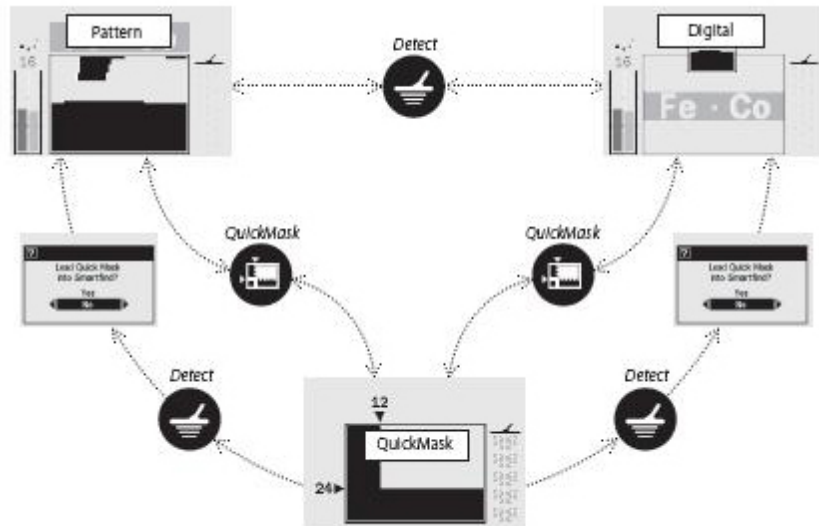 Pattern
Detect
Digital
16
16
Fe · Co
QuickMask
QuickMask
?
Load Quick Mask
into Smartfind?
Yes
No
?
Load Quick Mask
into Smartfind?
Yes
No
Detect
Detect
12
QuickMask
24